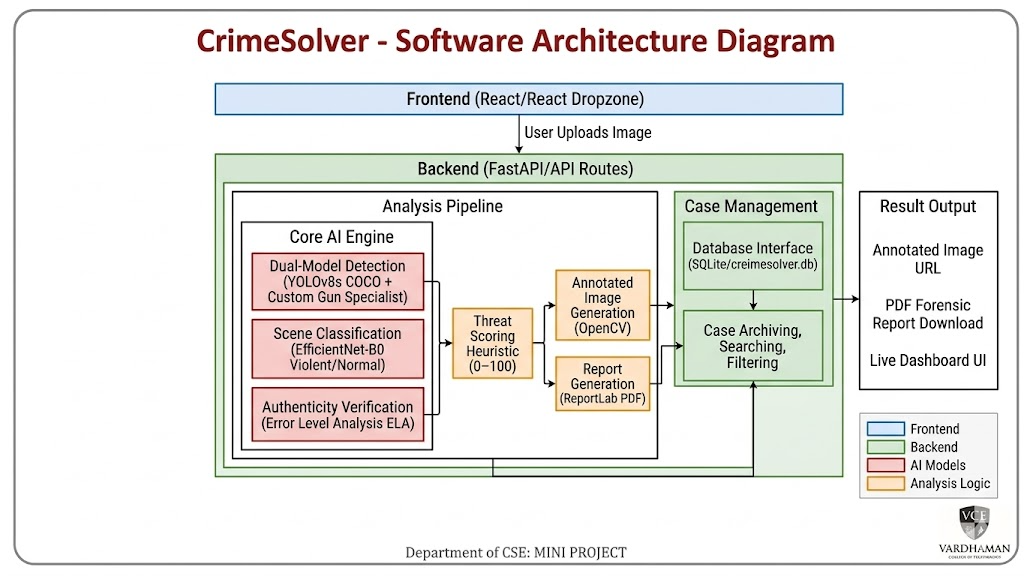 CrimeSolver - Software Architecture Diagram
Frontend (React/React Dropzone)
User Uploads Image
Backend (FastAPI/API Routes)
Analysis Pipeline
Core AI Engine
Dual-Model Detection
(YOLOv8s COCO +
Custom Gun Specialist)
Scene Classification
(EfficientNet-B0
Violent/Normal)
Authenticity Verification
(Error Level Analysis ELA)
Threat
Scoring
Heuristic
(0–100)
Annotated
Image
Generation
(OpenCV)
Report
Generation
(ReportLab PDF)
Case Management
Database Interface
(SQLite/creimesolver.db)
Case Archiving,
Searching,
Filtering
Result Output
Annotated Image
URL
PDF Forensic
Report Download
Live Dashboard UI
Frontend
Backend
AI Models
Analysis Logic
VCE
VARDHAMAN
Department of CSE: MINI PROJECT